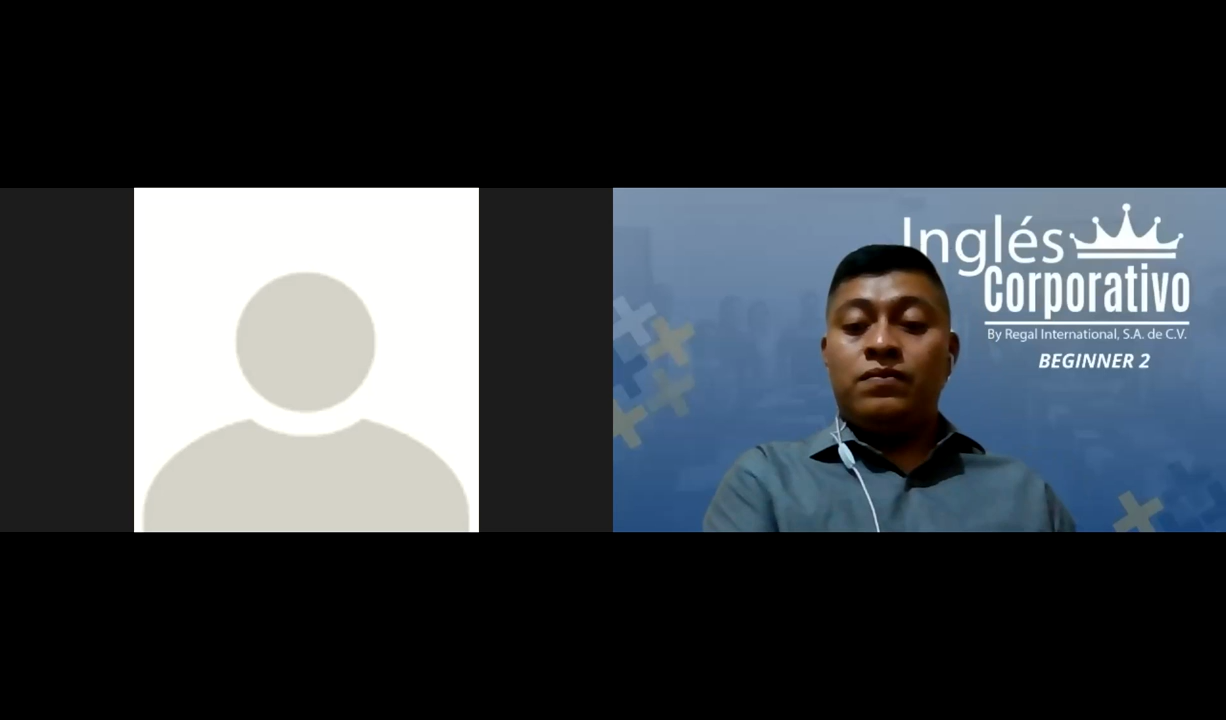 Inglés
Corporativo
By Regal International, S.A. de C.V.
BEGINNER 2